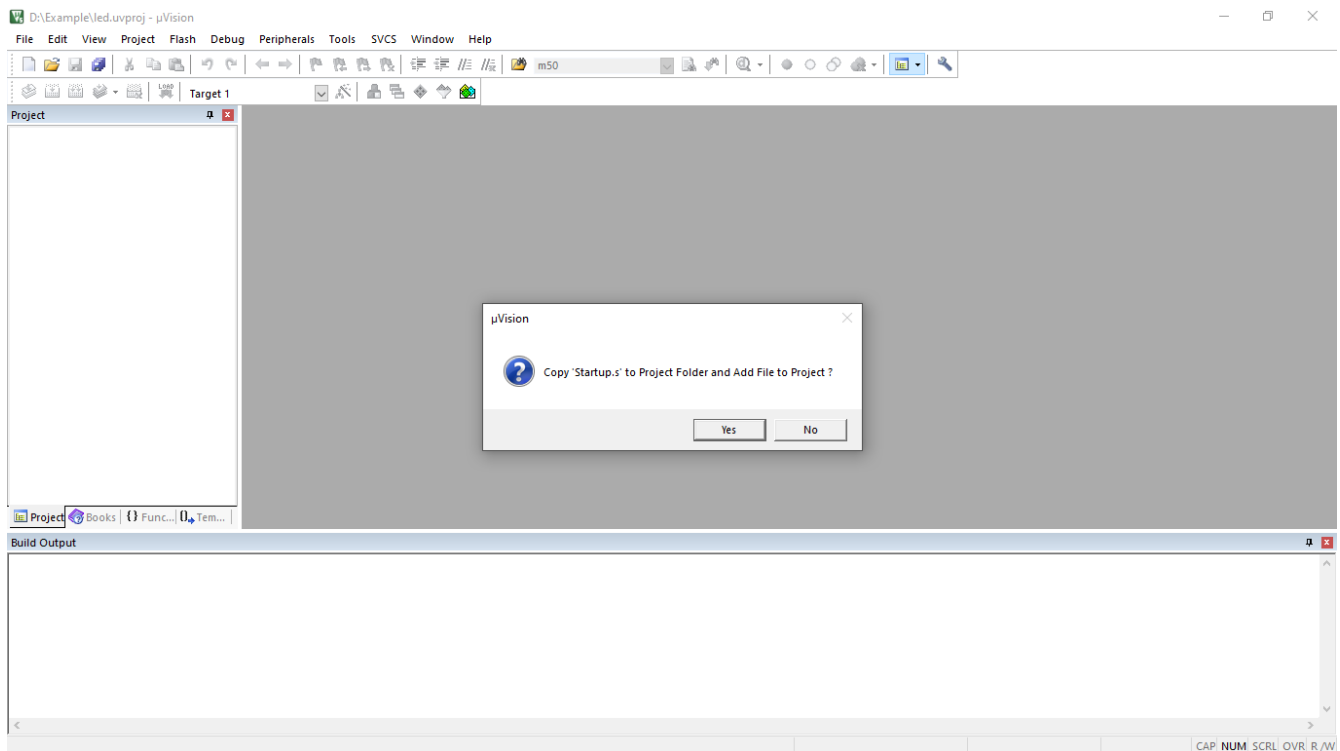 D:\Example\led.uvproj - µVision
File Edit View Project Flash Debug Peripherals Tools SVCS Window Help
m50
LOAD Target 1
Project
µVision
Copy 'Startup.s' to Project Folder and Add File to Project ?
Yes No
Project Books {} Func... 0 Tem...
Build Output
CAP NUM SCRL OVR R/W